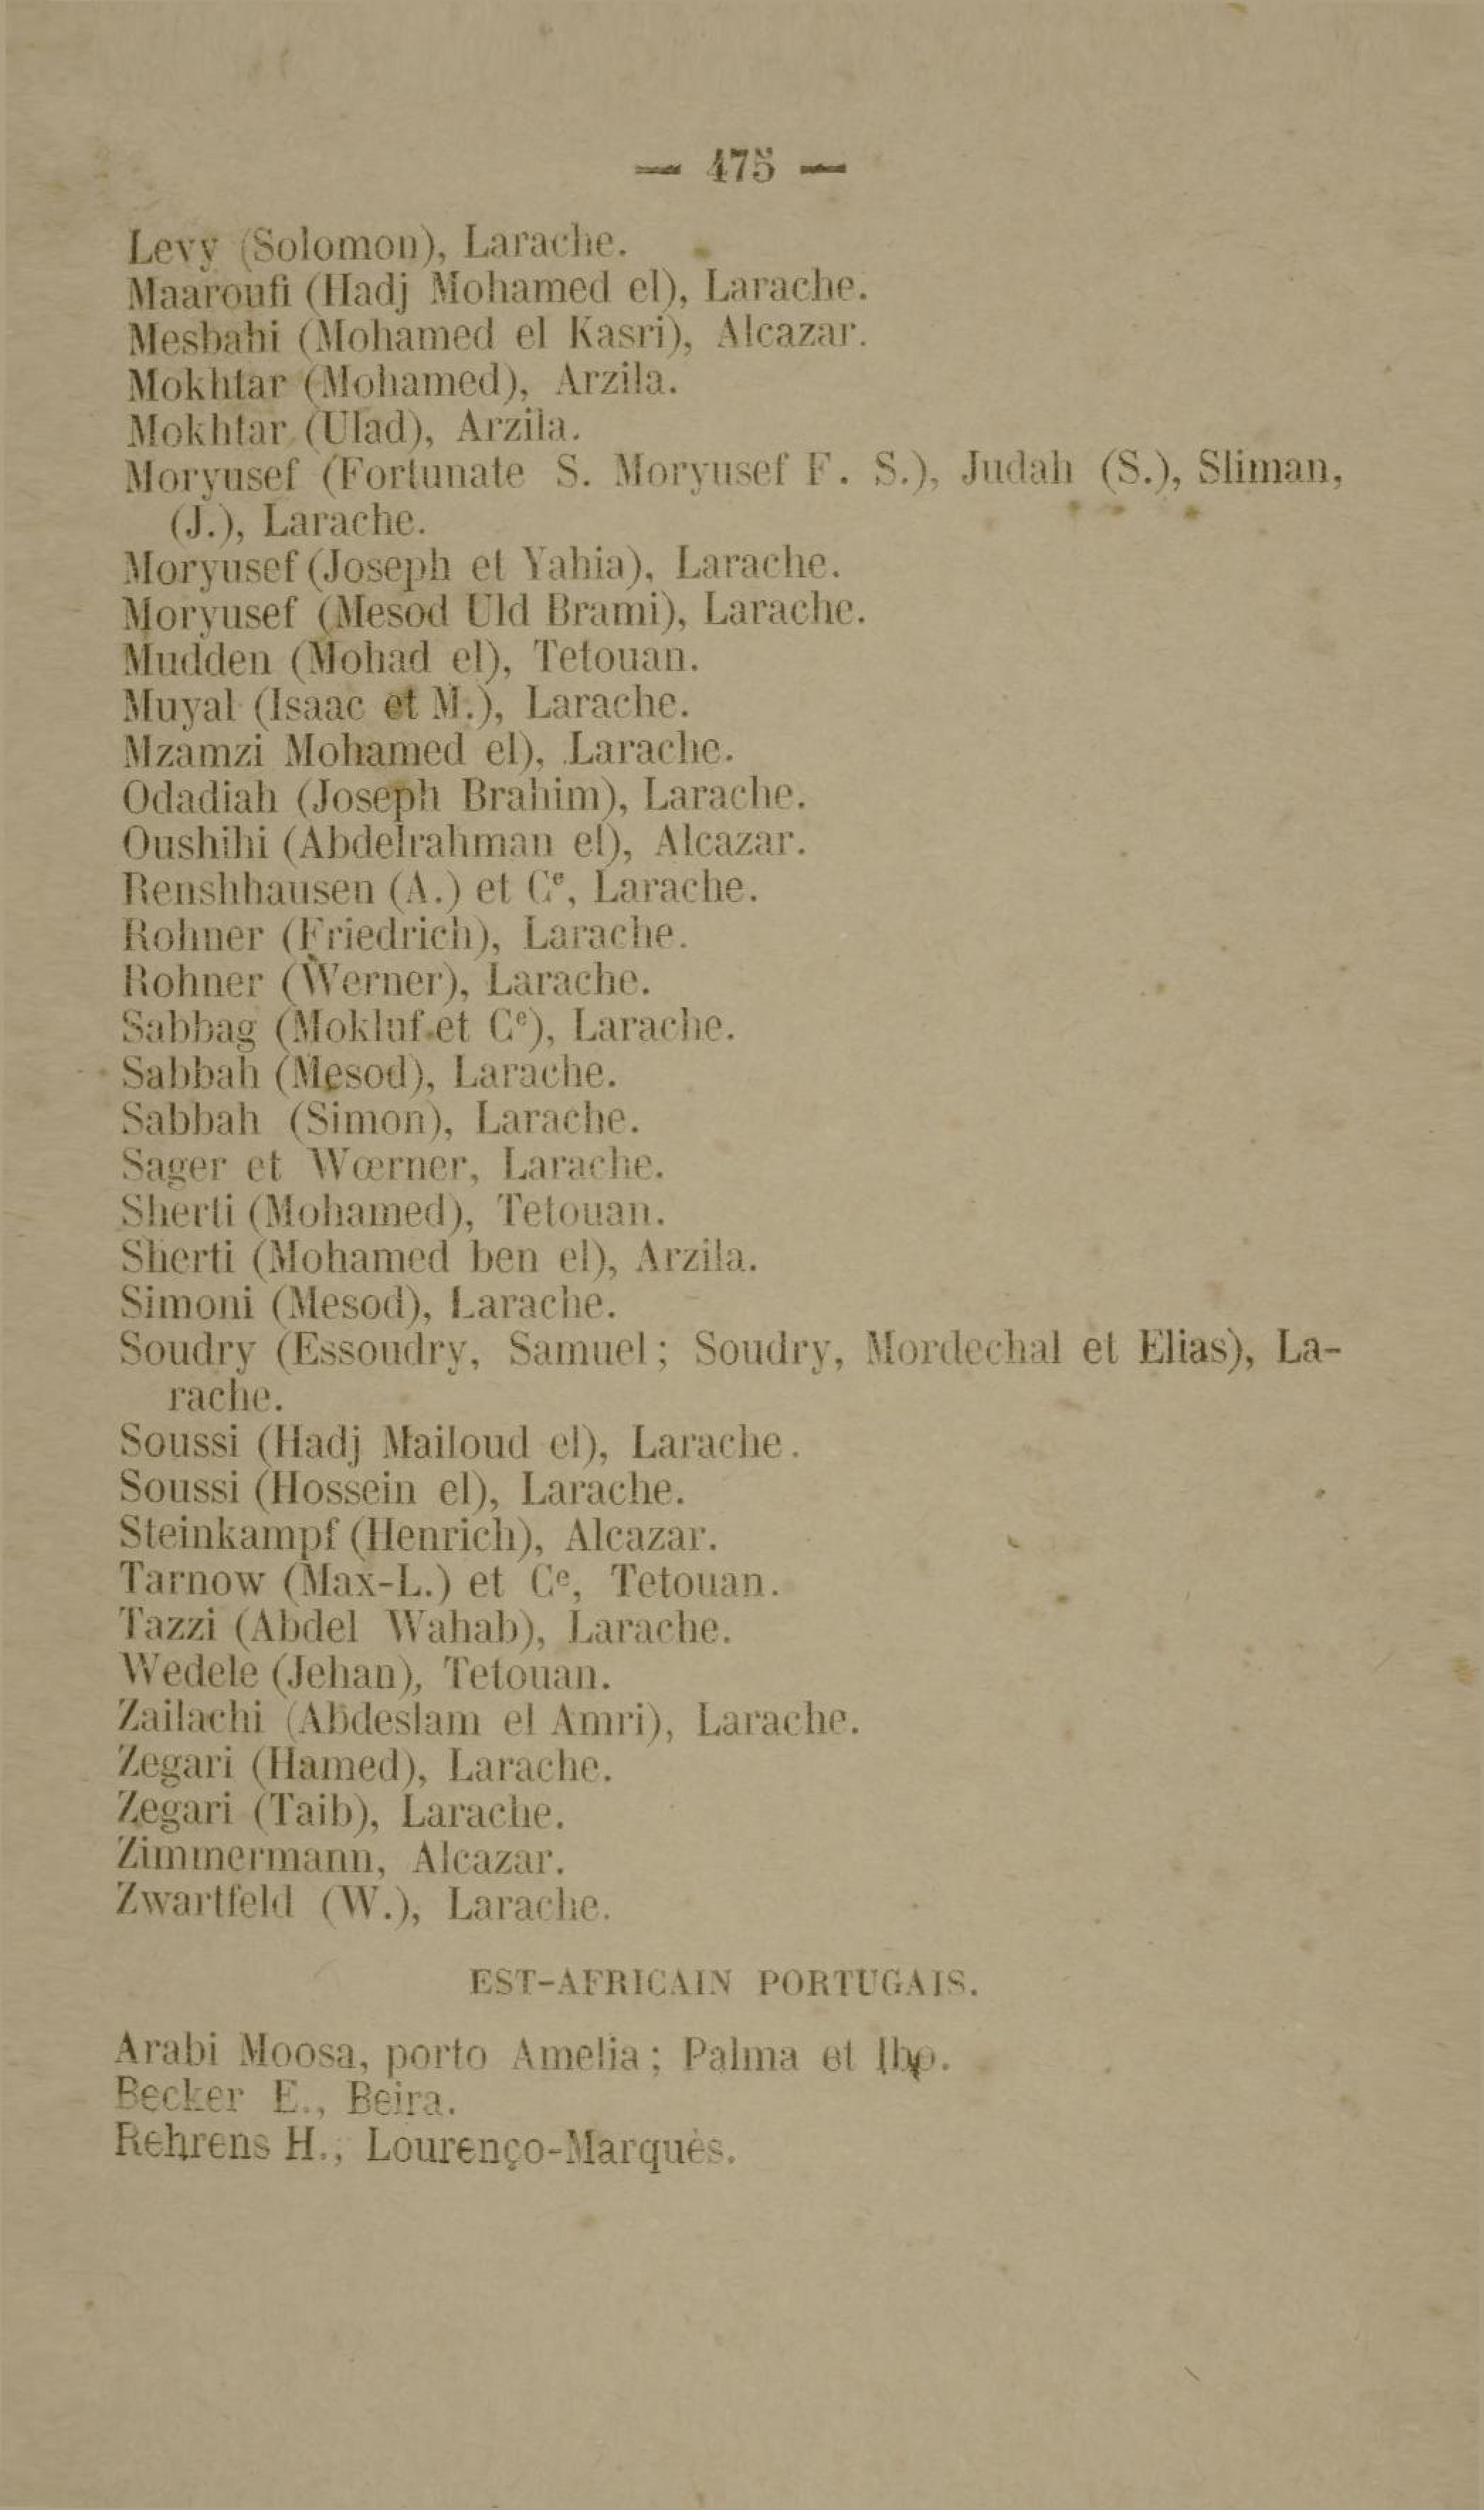 — 475 —
Levy (Solomon), Larache.
Maaroufi (Hadj Mohamed el), Larache.
Mesbahi (Mohamed el Kasri), Alcazar.
Mokhtar (Mohamed), Arzila.
Mokhtar (Ulad), Arzila.
Moryusef (Fortunate S. Moryusef F. S.), Judah (S.), Sliman,
(J.), Larache.
Moryusef (Joseph et Yahia), Larache.
Moryusef (Mesod Uld Brami), Larache.
Mudden (Mohad el), Tetouan.
Muyal (Isaac et M.), Larache.
Mzamzi Mohamed el), Larache.
Odadiah (Joseph Brahim), Larache.
Oushihi (Abdelrahman el), Alcazar.
Renshhausen (A.) et Cᵉ, Larache.
Rohner (Friedrich), Larache.
Rohner (Werner), Larache.
Sabbag (Mokluf et Cᵉ), Larache.
Sabbah (Mesod), Larache.
Sabbah (Simon), Larache.
Sager et Wœrner, Larache.
Sherti (Mohamed), Tetouan.
Sherti (Mohamed ben el), Arzila.
Simoni (Mesod), Larache.
Soudry (Essoudry, Samuel; Soudry, Mordechal et Elias), La-
rache.
Soussi (Hadj Mailoud el), Larache.
Soussi (Hossein el), Larache.
Steinkampf (Henrich), Alcazar.
Tarnow (Max-L.) et Cᵉ, Tetouan.
Tazzi (Abdel Wahab), Larache.
Wedele (Jehan), Tetouan.
Zailachi (Abdeslam el Amri), Larache.
Zegari (Hamed), Larache.
Zegari (Taib), Larache.
Zimmermann, Alcazar.
Zwartfeld (W.), Larache.
EST-AFRICAIN PORTUGAIS.
Arabi Moosa, porto Amelia; Palma et
Becker E., Beira.
Rehrens H., Lourenço-Marquès.